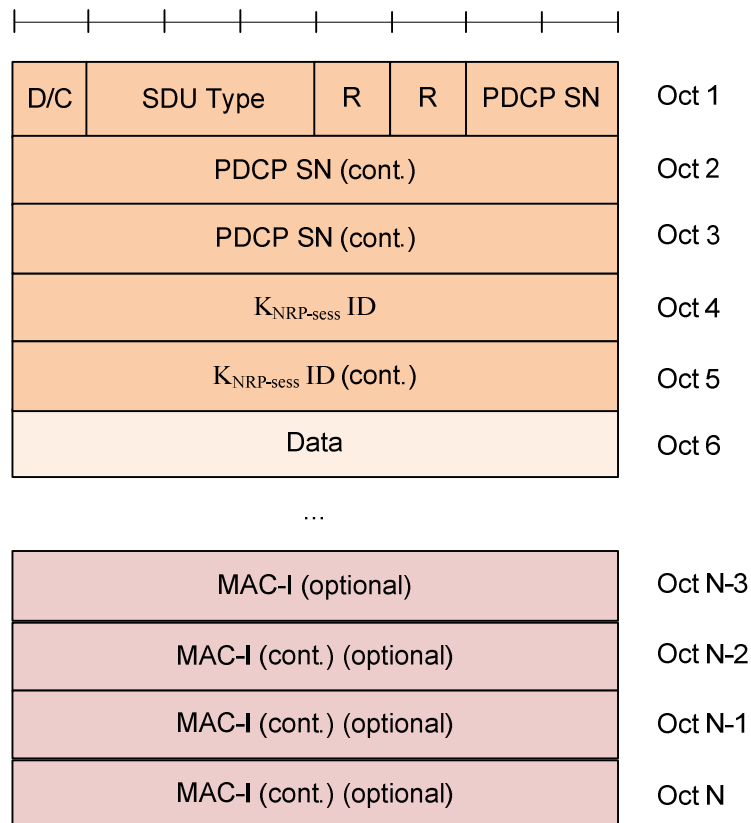 D/C SDU Type R R PDCP SN Oct 1
PDCP SN (cont.) Oct 2
PDCP SN (cont.) Oct 3
KNRP-sess ID Oct 4
KNRP-sess ID (cont.) Oct 5
Data Oct 6
...
MAC-I (optional) Oct N-3
MAC-I (cont.) (optional) Oct N-2
MAC-I (cont.) (optional) Oct N-1
MAC-I (cont.) (optional) Oct N